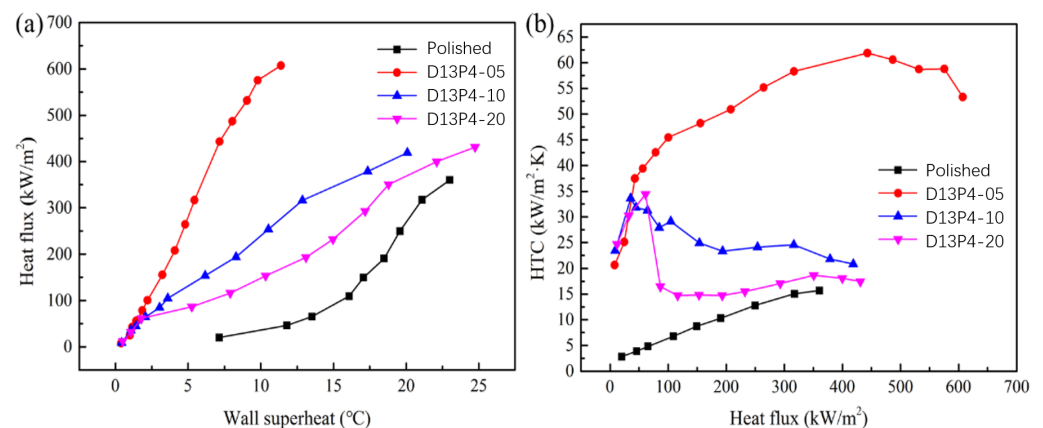 (a)
700
600
500
400
300
200
100
0
Heat flux (kW/m²)
Polished
D13P4-05
D13P4-10
D13P4-20
0 5 10 15 20 25
Wall superheat (℃)
(b)
65
60
55
50
45
40
35
30
25
20
15
10
5
0
HTC (kW/m²·K)
Polished
D13P4-05
D13P4-10
D13P4-20
0 100 200 300 400 500 600 700
Heat flux (kW/m²)